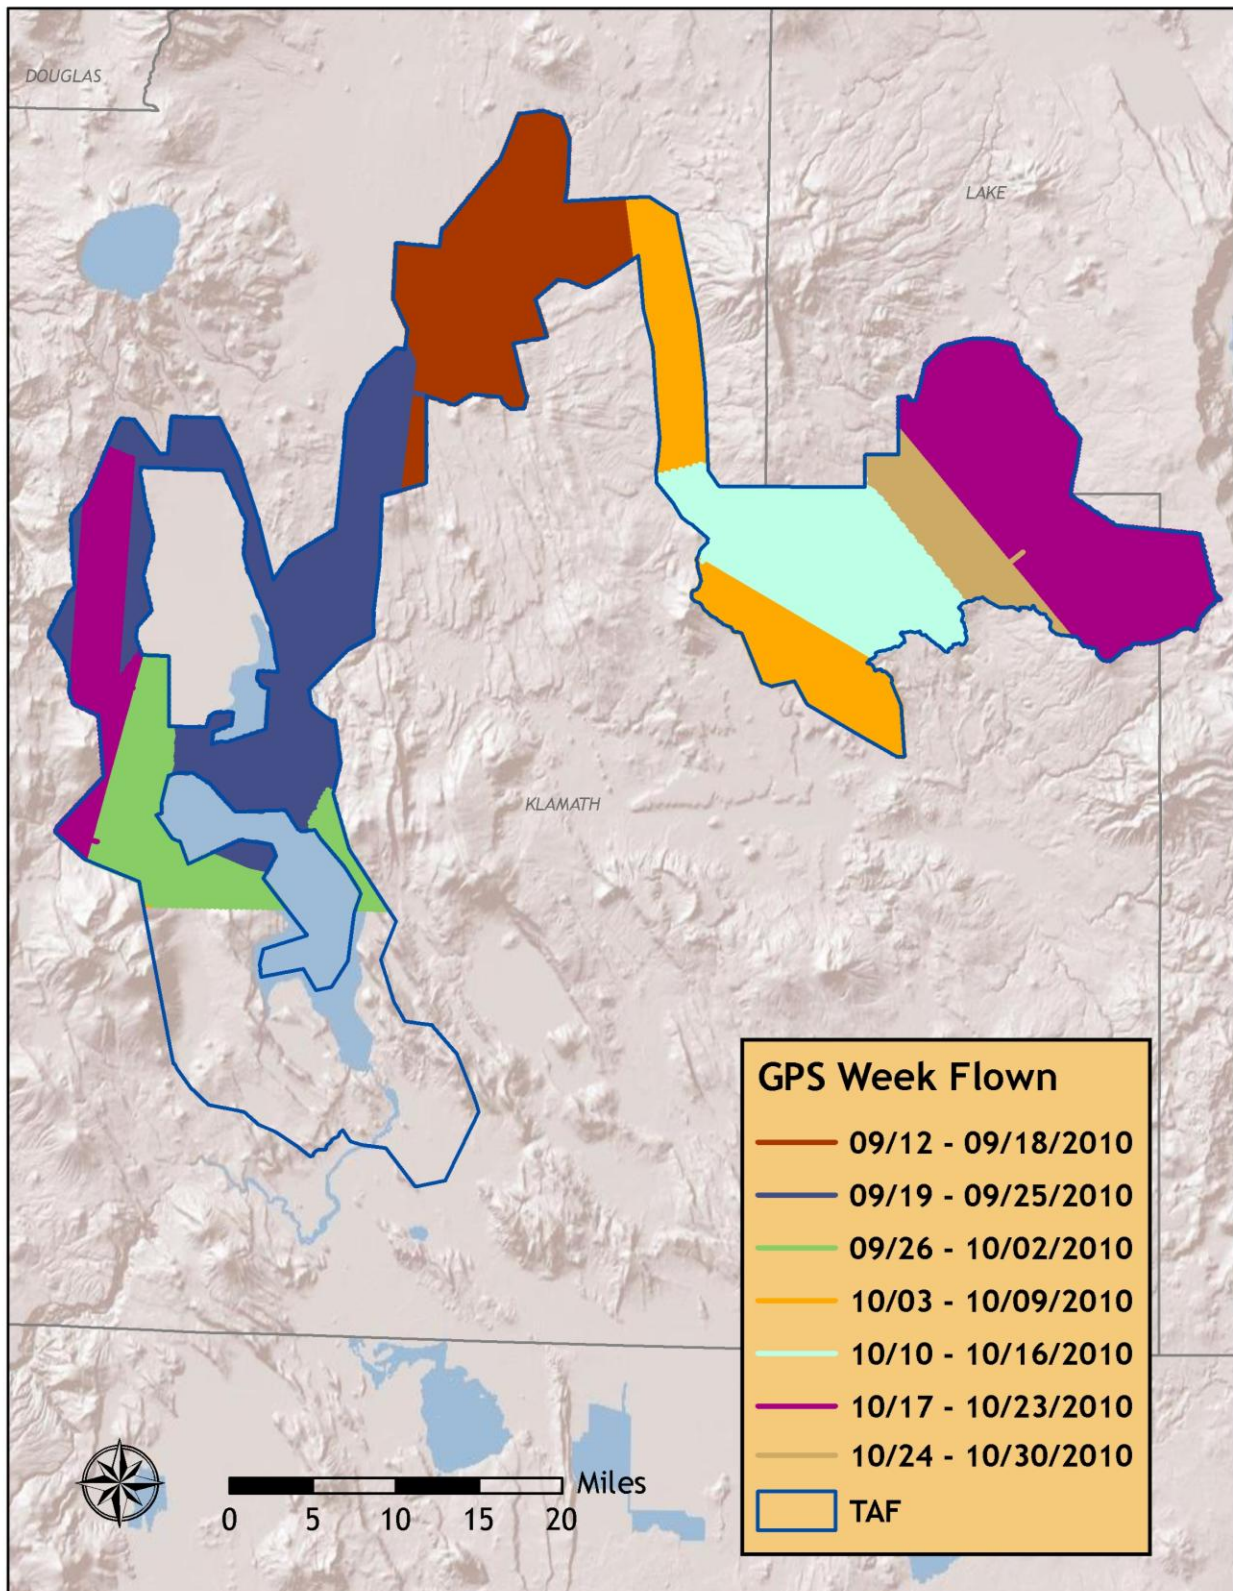 DOUGLAS
LAKE
KLAMATH
GPS Week Flown
09/12 - 09/18/2010
09/19 - 09/25/2010
09/26 - 10/02/2010
10/03 - 10/09/2010
10/10 - 10/16/2010
10/17 - 10/23/2010
10/24 - 10/30/2010
TAF
Miles
0 5 10 15 20